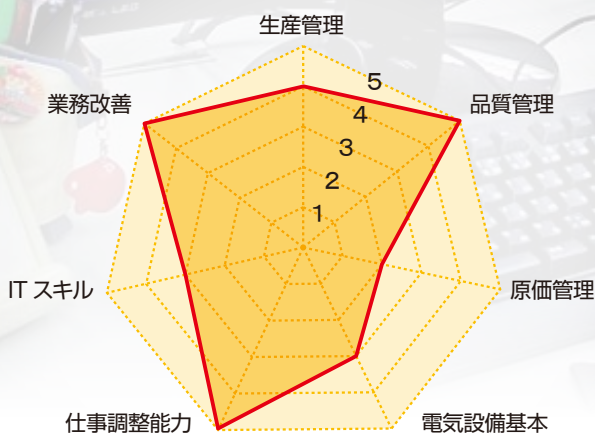 生産管理
5
業務改善
品質管理
4
3
2
1
IT スキル
原価管理
仕事調整能力
電気設備基本